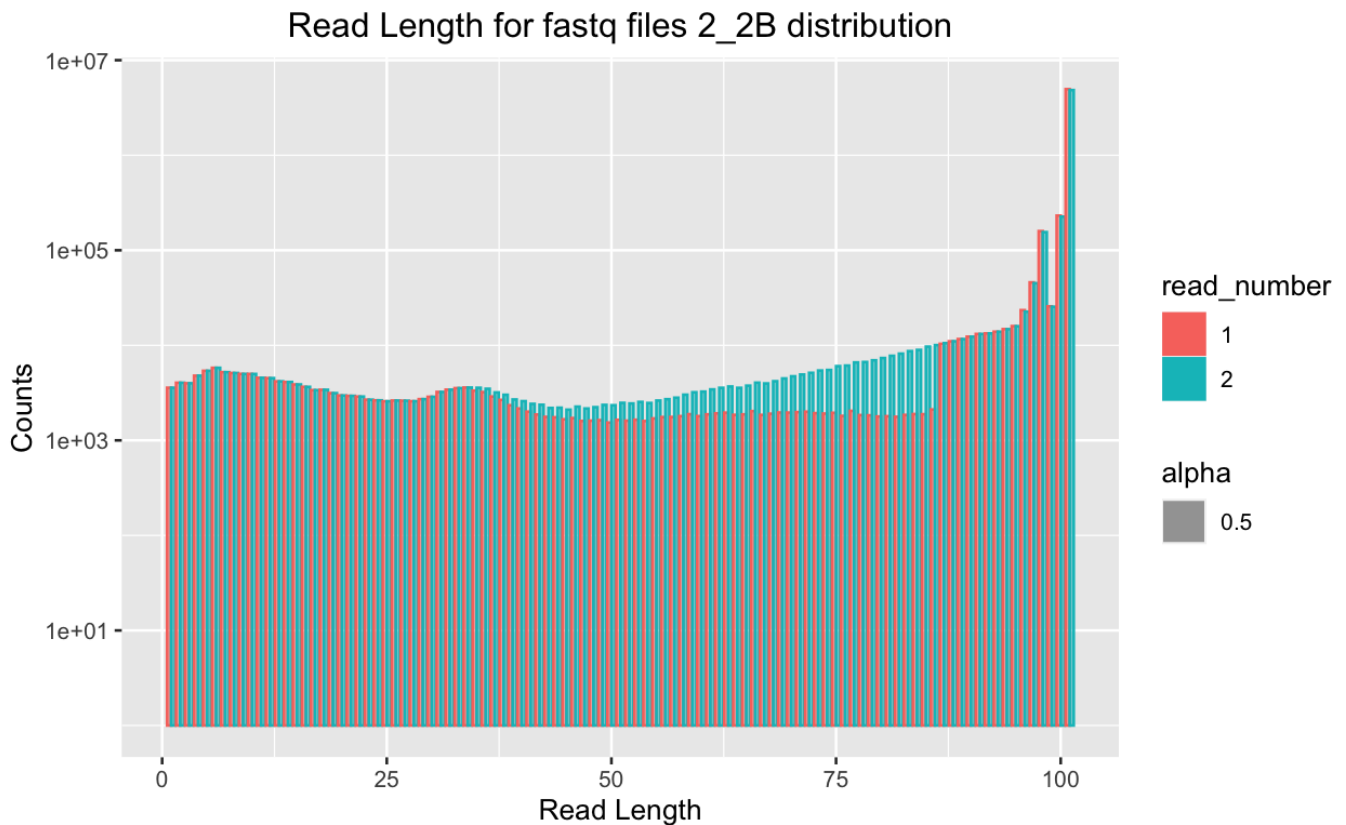 Read Length for fastq files 2_2B distribution
1e+07
1e+05
1e+03
1e+01
Counts
0 25 50 75 100
Read Length
read_number
1
2
alpha
0.5